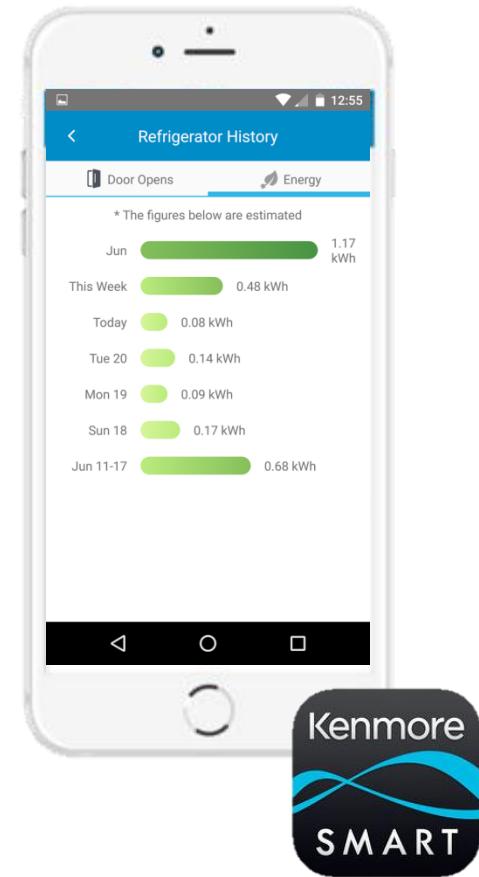 12:55
Refrigerator History
Door Opens Energy
* The figures below are estimated
Jun 1.17 kWh
This Week 0.48 kWh
Today 0.08 kWh
Tue 20 0.14 kWh
Mon 19 0.09 kWh
Sun 18 0.17 kWh
Jun 11-17 0.68 kWh
Kenmore
SMART